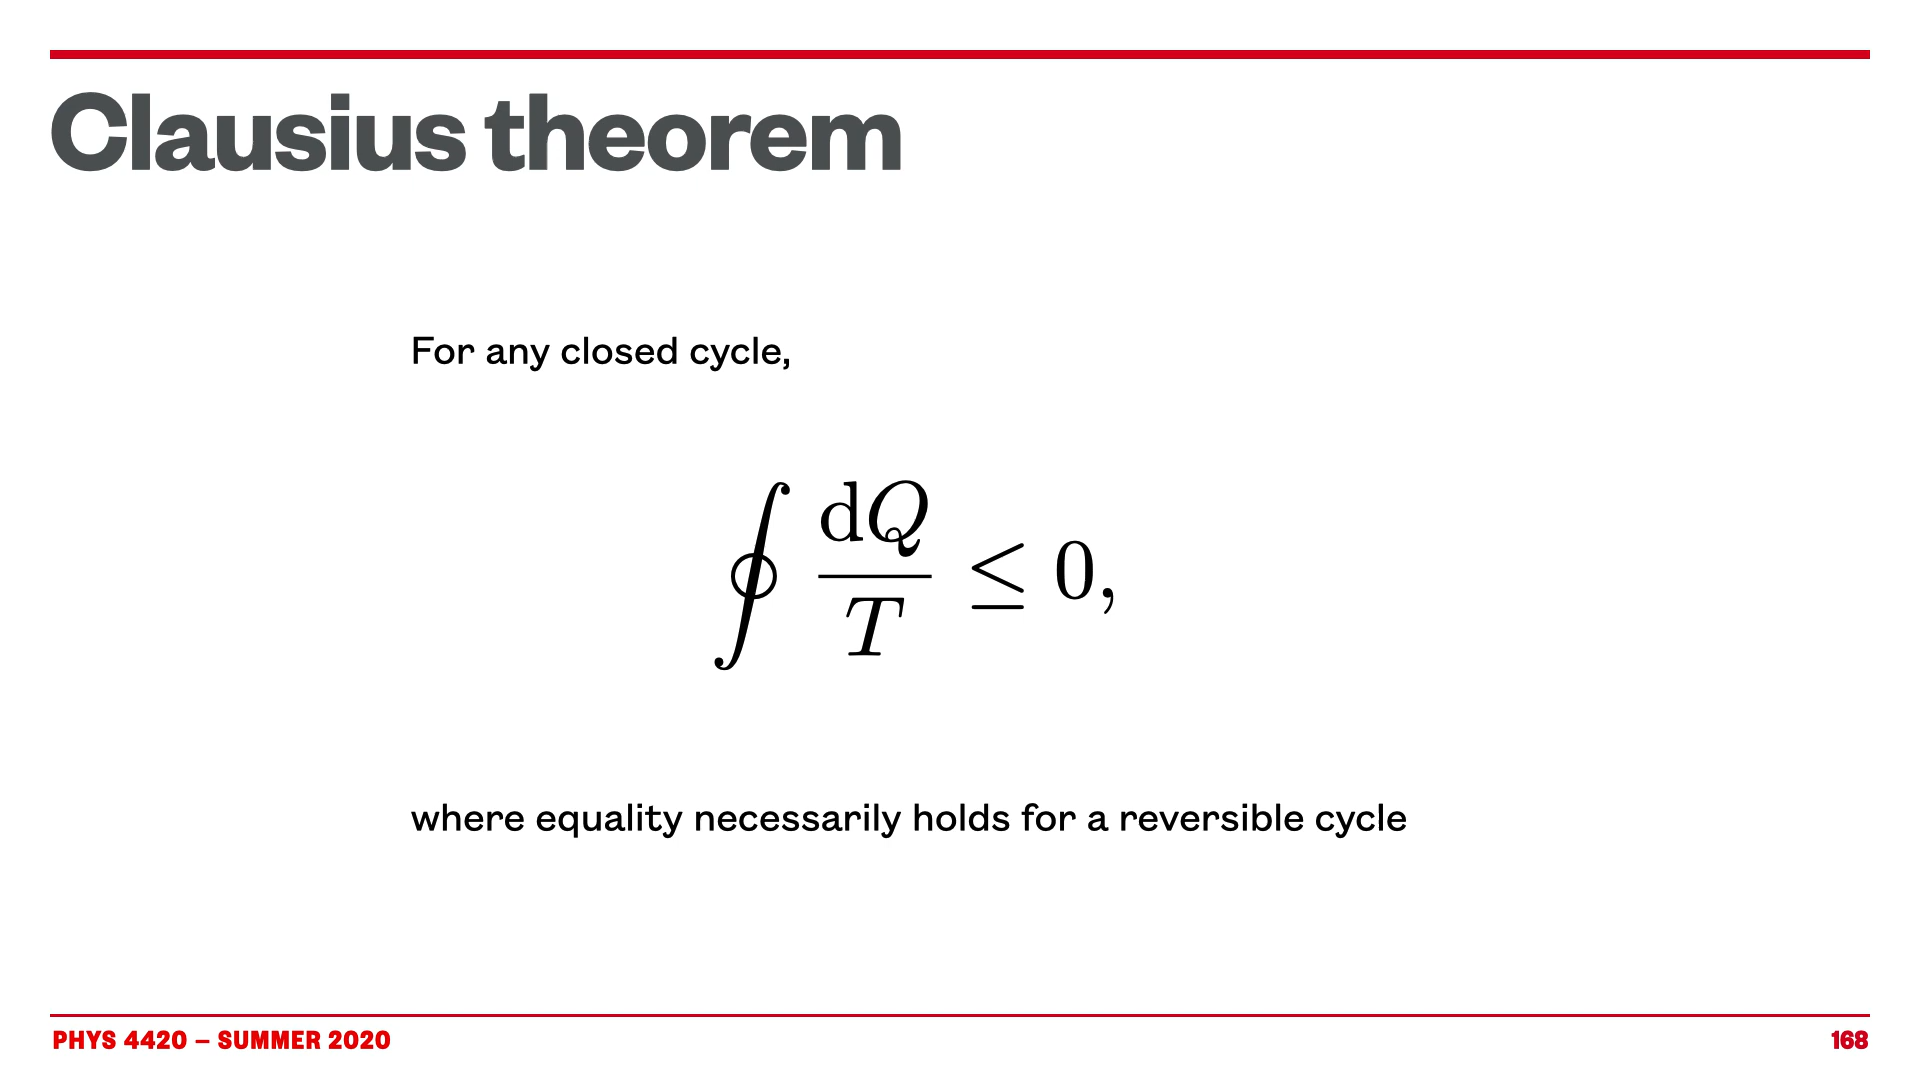 Clausius theorem
For any closed cycle,
∮ dQ/T ≤ 0,
where equality necessarily holds for a reversible cycle
PHYS 4420 – SUMMER 2020
168